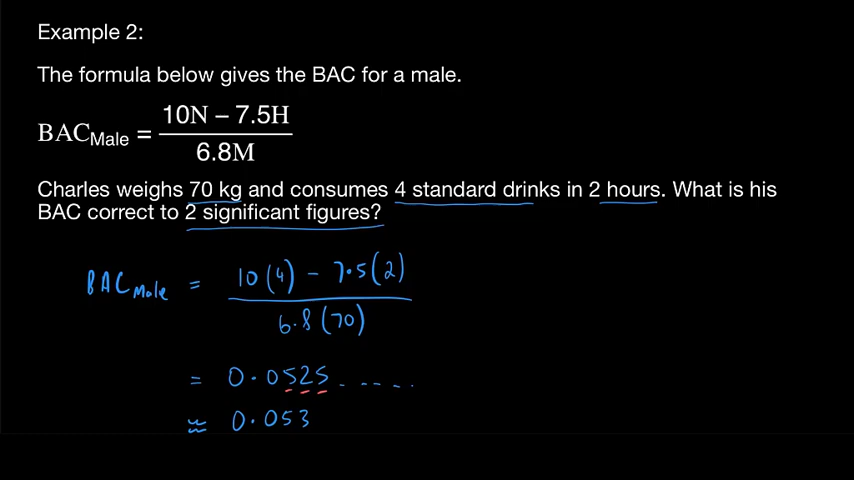 Example 2:
The formula below gives the BAC for a male.
BAC_Male = (10N – 7.5H) / 6.8M
Charles weighs 70 kg and consumes 4 standard drinks in 2 hours. What is his
BAC correct to 2 significant figures?
BAC_Male = (10(4) – 7.5(2)) / 6.8(70)
= 0.0525.....
≈ 0.053